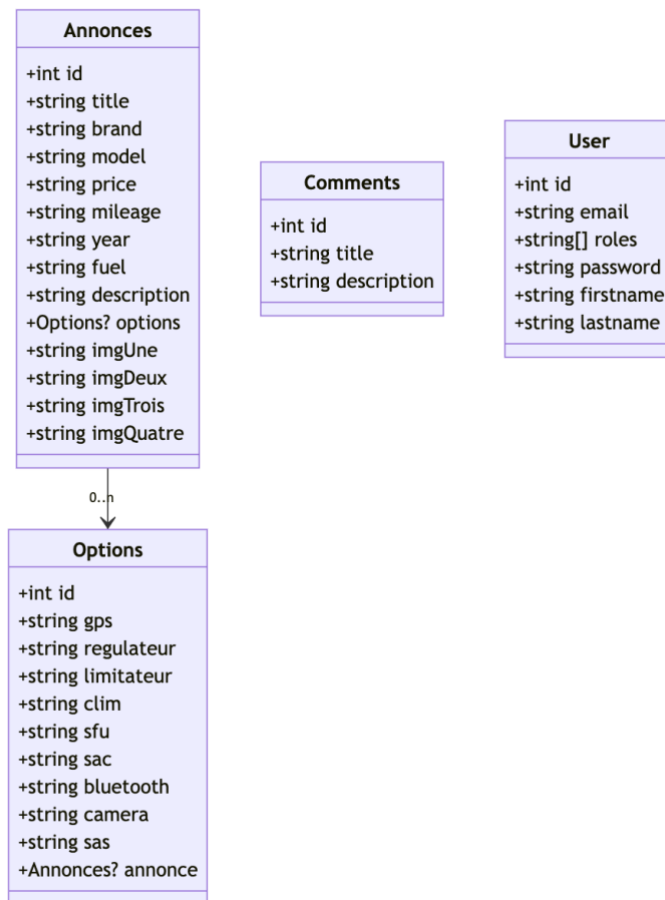 Annonces
+int id
+string title
+string brand
+string model
+string price
+string mileage
+string year
+string fuel
+string description
+Options? options
+string imgUne
+string imgDeux
+string imgTrois
+string imgQuatre
0..n
Options
+int id
+string gps
+string regulateur
+string limitateur
+string clim
+string sfu
+string sac
+string bluetooth
+string camera
+string sas
+Annonces? annonce
Comments
+int id
+string title
+string description
User
+int id
+string email
+string[] roles
+string password
+string firstname
+string lastname